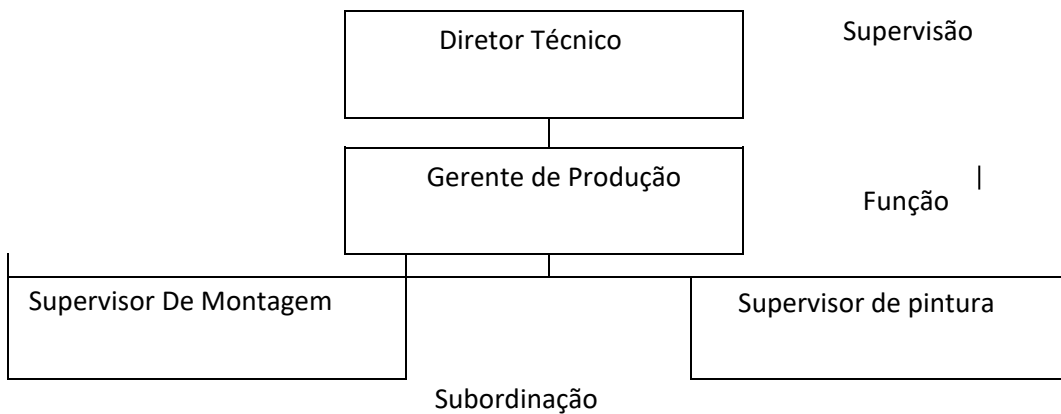 Diretor Técnico
Supervisão
Gerente de Produção
|
Função
Supervisor De Montagem
Supervisor de pintura
Subordinação